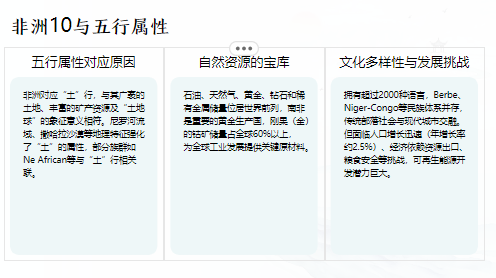 非洲10与五行属性
五行属性对应原因
非洲对应“土”行，与其广袤的
土地、丰富的矿产资源及“土地
球”的象征意义相符。尼罗河流
域、撒哈拉沙漠等地理特征强化
了“土”的属性，部分族群如
Ne African等与“土”行相关
联。
自然资源的宝库
石油、天然气、黄金、钻石和稀
有金属储量位居世界前列，南非
是重要的黄金生产国，刚果（金）
的钴矿储量占全球60%以上，
为全球工业发展提供关键原材料。
文化多样性与发展挑战
拥有超过2000种语言，Berbe、
Niger-Congo等民族体系并存，
传统部落社会与现代城市交融。
但面临人口增长迅速（年增长率
约2.5%）、经济依赖资源出口、
粮食安全等挑战，可再生能源开
发潜力巨大。